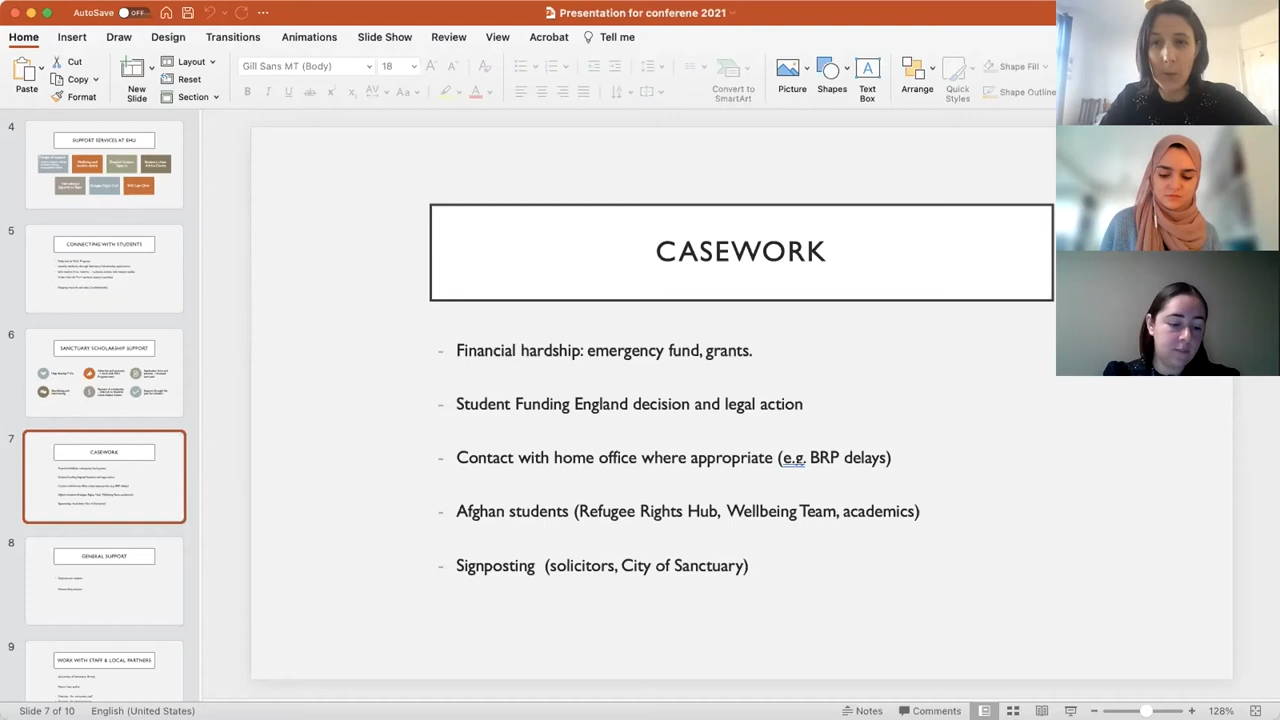 AutoSave OFF
Presentation for conferene 2021
Home Insert Draw Design Transitions Animations Slide Show Review View Acrobat Tell me
Paste
Cut
Copy
Format
New Slide
Layout
Reset
Section
Gill Sans MT (Body) 18
Convert to SmartArt
Picture
Shapes
Text Box
Arrange
Quick Styles
Shape Fill
Shape Outline
4
SUPPORT SERVICES AT SHU
5
CONNECTING WITH STUDENTS
6
SANCTUARY SCHOLARSHIP SUPPORT
7
CASEWORK
8
GENERAL SUPPORT
9
WORK WITH STAFF & LOCAL PARTNERS
CASEWORK
- Financial hardship: emergency fund, grants.
- Student Funding England decision and legal action
- Contact with home office where appropriate (e.g. BRP delays)
- Afghan students (Refugee Rights Hub, Wellbeing Team, academics)
- Signposting (solicitors, City of Sanctuary)
Slide 7 of 10 English (United States) Notes Comments 128%